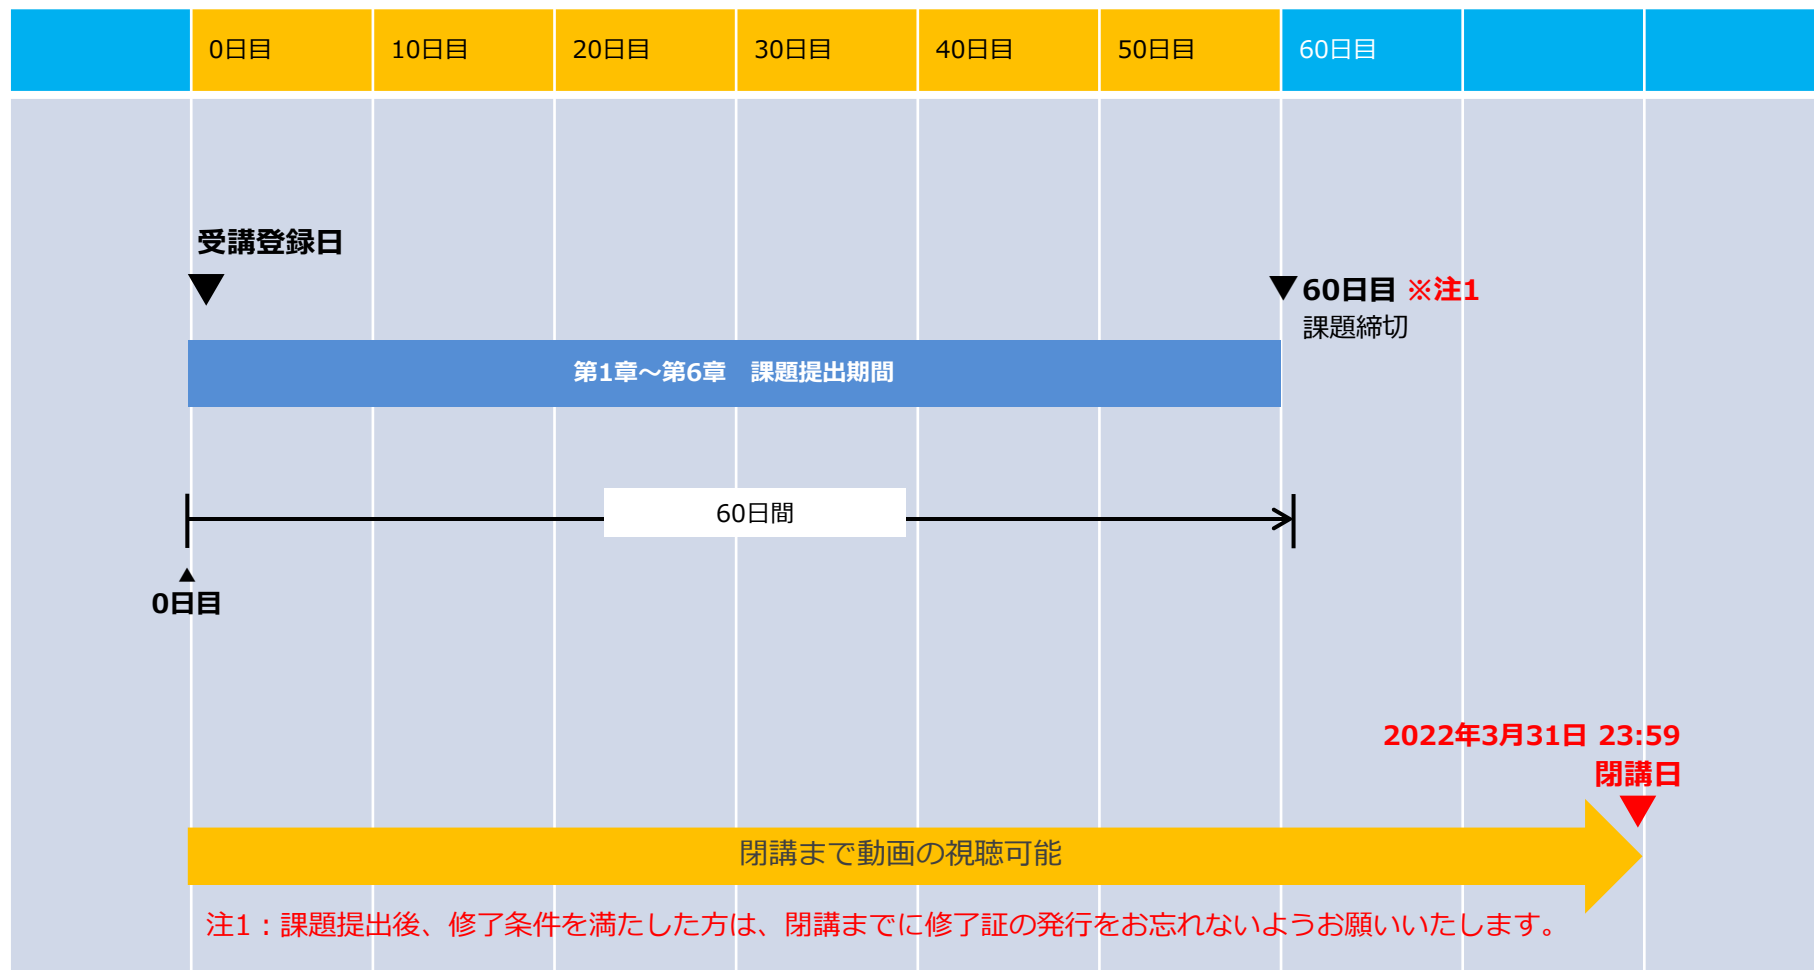 0日目
10日目
20日目
30日目
40日目
50日目
60日目
受講登録日
60日目 ※注1
課題締切
第1章～第6章　課題提出期間
60日間
0日目
2022年3月31日 23:59
閉講日
閉講まで動画の視聴可能
注1：課題提出後、修了条件を満たした方は、閉講までに修了証の発行をお忘れないようお願いいたします。